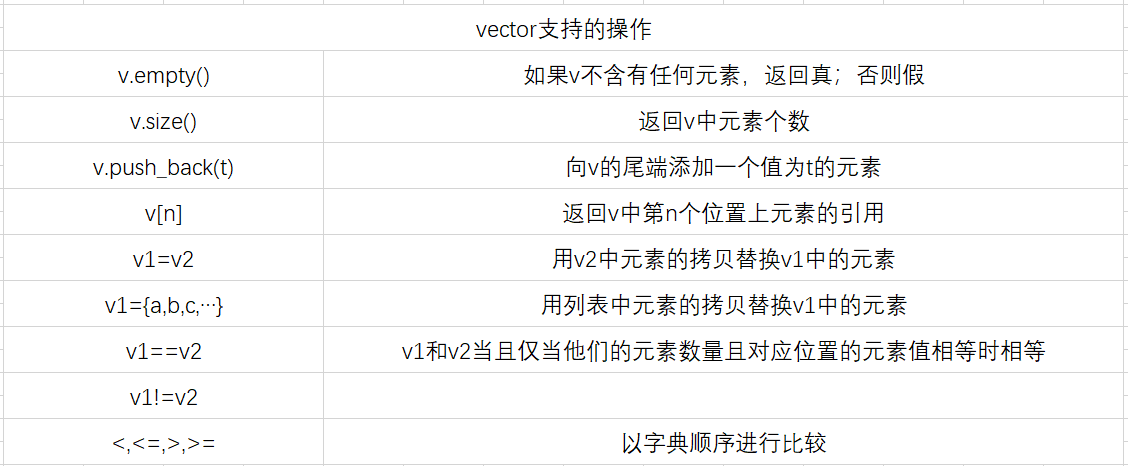 vector支持的操作
v.empty() 如果v不含有任何元素，返回真；否则假
v.size() 返回v中元素个数
v.push_back(t) 向v的尾端添加一个值为t的元素
v[n] 返回v中第n个位置上元素的引用
v1=v2 用v2中元素的拷贝替换v1中的元素
v1={a,b,c,…} 用列表中元素的拷贝替换v1中的元素
v1==v2 v1和v2当且仅当他们的元素数量且对应位置的元素值相等时相等
v1!=v2
<,<=,>,>= 以字典顺序进行比较